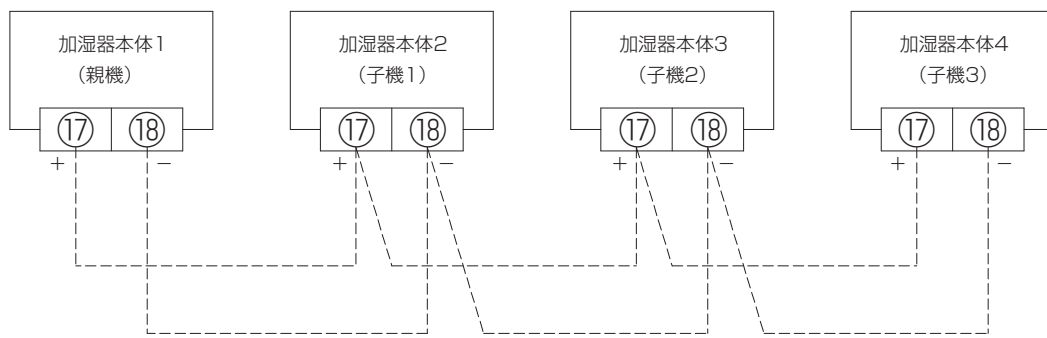 加湿器本体1
(親機)
⑰ ⑱
+ −
加湿器本体2
(子機1)
⑰ ⑱
+ −
加湿器本体3
(子機2)
⑰ ⑱
+ −
加湿器本体4
(子機3)
⑰ ⑱
+ −